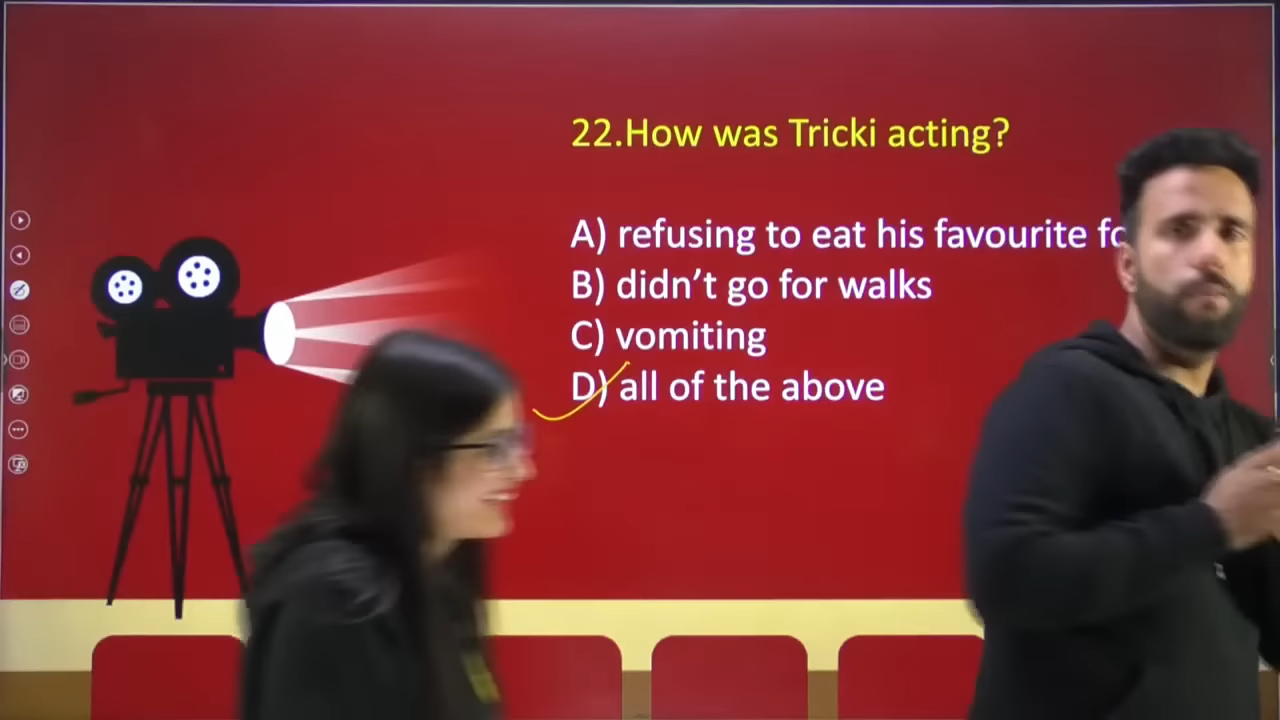 22.How was Tricki acting?
A) refusing to eat his favourite
B) didn’t go for walks
C) vomiting
D) all of the above